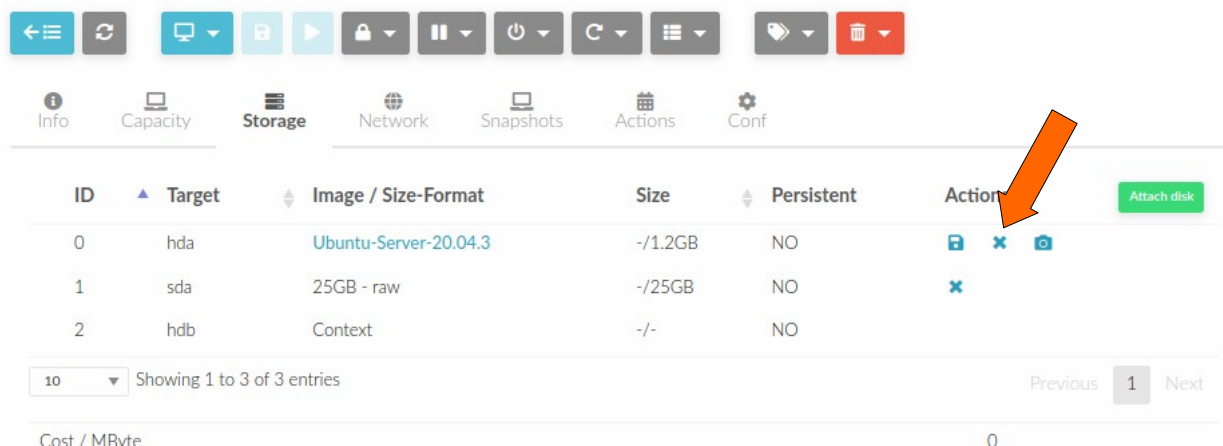 Info Capacity Storage Network Snapshots Actions Conf
ID Target Image / Size-Format Size Persistent Action Attach disk
0 hda Ubuntu-Server-20.04.3 -/1.2GB NO
1 sda 25GB - raw -/25GB NO
2 hdb Context -/- NO
10 Showing 1 to 3 of 3 entries Previous 1 Next
Cost / MByte 0